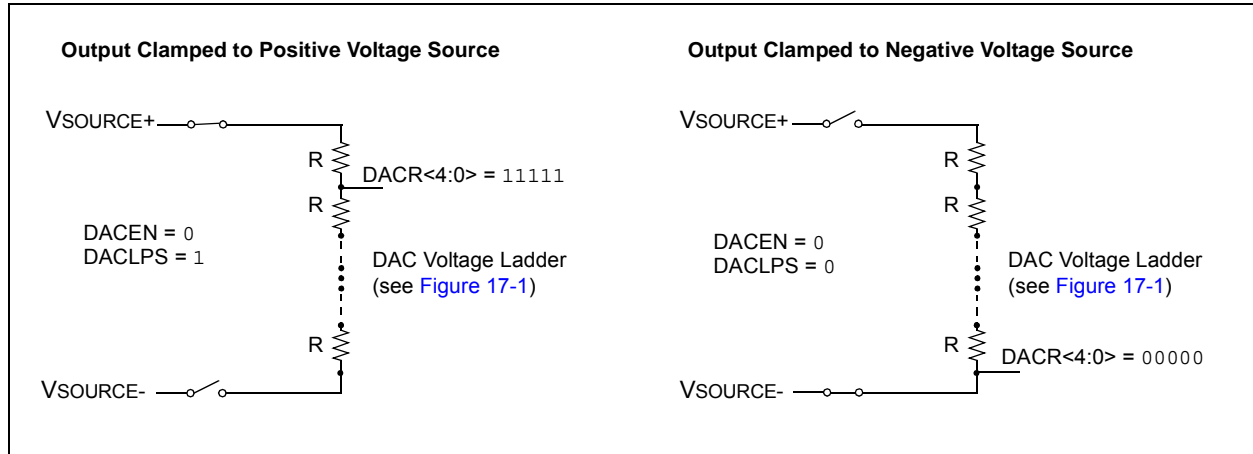 Output Clamped to Positive Voltage Source
VSOURCE+
R
DACR<4:0> = 11111
R
DACEN = 0
DACLPS = 1
DAC Voltage Ladder
(see Figure 17-1)
R
VSOURCE-
Output Clamped to Negative Voltage Source
VSOURCE+
R
R
DACEN = 0
DACLPS = 0
DAC Voltage Ladder
(see Figure 17-1)
R
DACR<4:0> = 00000
VSOURCE-